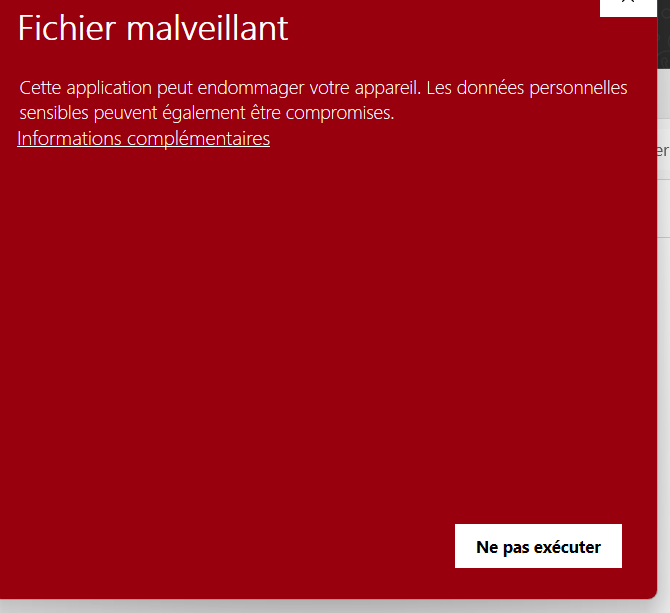 Fichier malveillant
Cette application peut endommager votre appareil. Les données personnelles
sensibles peuvent également être compromises.
Informations complémentaires
er
Ne pas exécuter